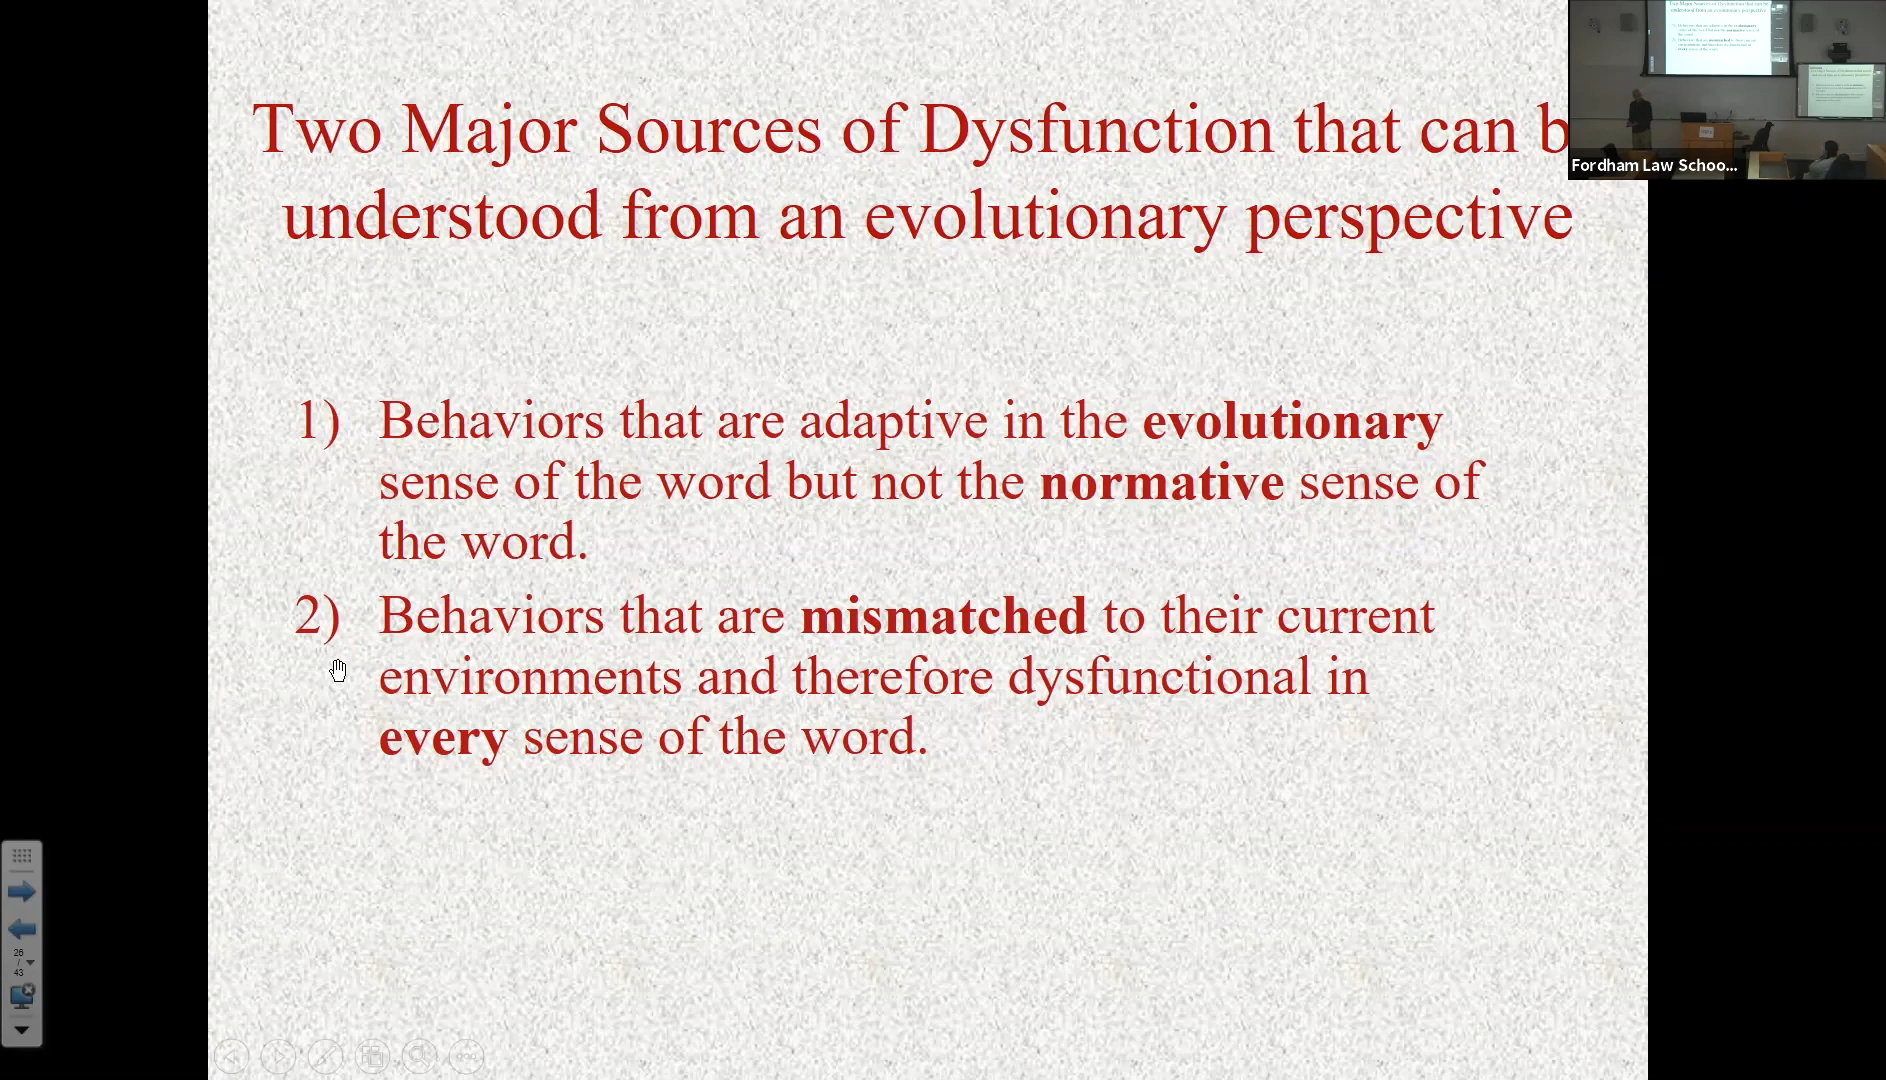 Two Major Sources of Dysfunction that can b
understood from an evolutionary perspective
1) Behaviors that are adaptive in the evolutionary
sense of the word but not the normative sense of
the word.
2) Behaviors that are mismatched to their current
environments and therefore dysfunctional in
every sense of the word.
Fordham Law Schoo...
26
/
43